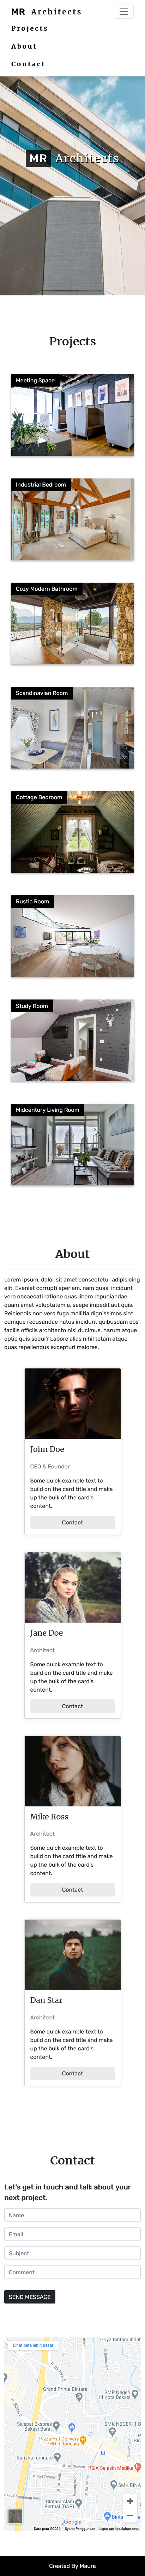 MR Architects
Projects
About
Contact
MR Architects
Projects
Meeting Space
Industrial Bedroom
Cozy Modern Bathroom
Scandinavian Room
Cottage Bedroom
Rustic Room
Study Room
Midcentury Living Room
About
Lorem ipsum, dolor sit amet consectetur adipisicing
elit. Eveniet corrupti aperiam, nam quasi incidunt
vero obcaecati ratione quas libero repudiandae
quam amet voluptatem a, saepe impedit aut quis.
Reiciendis nam vero fuga mollitia dignissimos sint
cumque recusandae natus incidunt duckimus quibusdam eos
facilis officiis architecto nisi ducimus, harum atque
optio quis sequi? Labore alias nihil totam atque
quos repellendus excepturi maiores.
John Doe
CEO & Founder
Some quick example text to
build on the card title and make
up the bulk of the card's
content.
Contact
Jane Doe
Architect
Some quick example text to
build on the card title and make
up the bulk of the card's
content.
Contact
Mike Ross
Architect
Some quick example text to
build on the card title and make
up the bulk of the card's
content.
Contact
Dan Star
Architect
Some quick example text to
build on the card title and make
up the bulk of the card's
content.
Contact
Contact
Let's get in touch and talk about your
next project.
Name
Email
Subject
Comment
SEND MESSAGE
Griya Bintara Indah
Lihat peta lebih besar
Grand Prima Bintara
SMP Negeri
14 Kota Bekasi
Siceper Ekspres
Bekasi Barat
SMK NEGERI 1
Pizza Hut Delivery -
PHD Indonesia
RSIA Selasih Medika
Rafizha furniture
SMK BINA
Bintara Alam
Permai (BAP)
Bintara
Google
Data peta ©2021 Syarat Penggunaan Laporkan kesalahan peta
Created By Maura